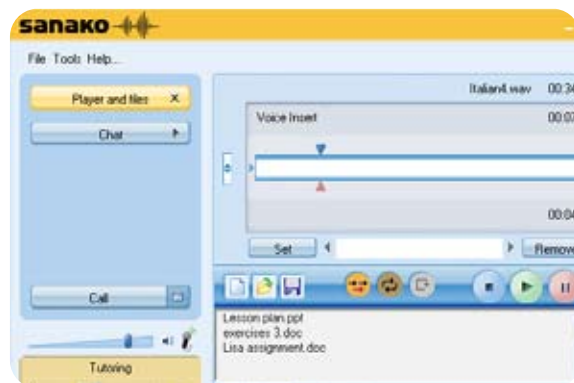 sanako
File Tools Help...
Player and files x
Chat
Call
Tutoring
Italian4.wav 00:34
Voice Insert 00:03
00:04
Set
Remove
Lesson plan.ppt
exercises 3.doc
Lisa assignment.doc